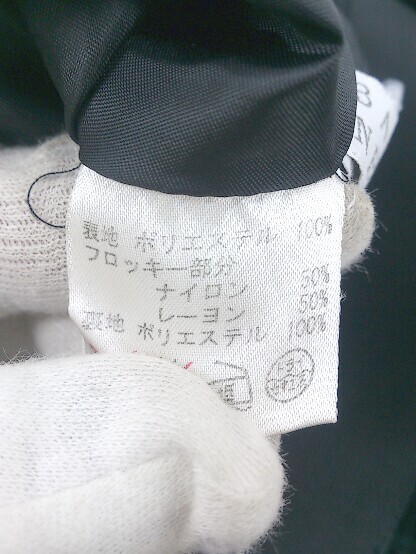 表地 ポリエステル 100%
フロッキー部分
ナイロン 50%
レーヨン 50%
裏地 ポリエステル 100%